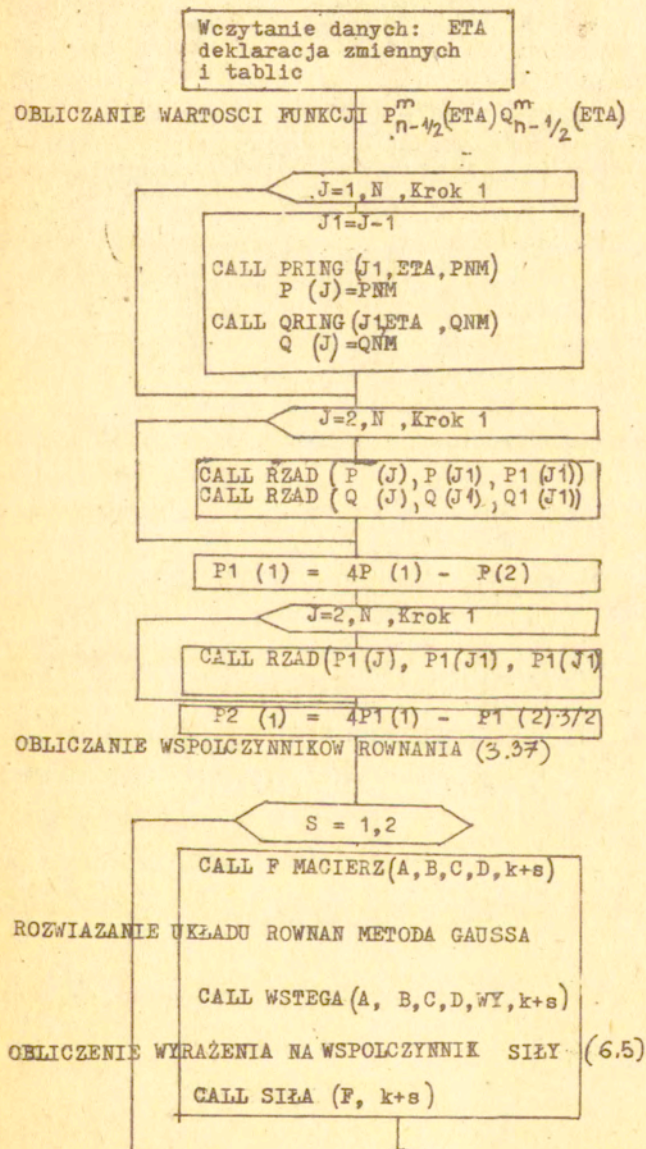 Wczytanie danych: ETA
deklaracja zmiennych
i tablic
OBLICZANIE WARTOSCI FUNKCJI P^m_{n-1/2}(ETA) Q^m_{n-1/2}(ETA)
J=1,N ,Krok 1
J1=J-1
CALL PRING (J1,ETA,PNM)
P (J)=PNM
CALL QRING (J1,ETA ,QNM)
Q (J)=QNM
J=2,N ,Krok 1
CALL RZAD ( P (J),P (J1), P1 (J1))
CALL RZAD ( Q (J),Q (J1), Q1 (J1))
P1 (1) = 4P (1) - P(2)
J=2,N ,Krok 1
CALL RZAD(P1(J), P1(J1), P1(J1)
P2 (1) = 4P1(1) - P1 (2)·3/2
OBLICZANIE WSPOLCZYNNIKOW ROWNANIA (3.37)
S = 1,2
CALL F MACIERZ(A,B,C,D,k+s)
ROZWIAZANIE UKŁADU ROWNAN METODA GAUSSA
CALL WSTEGA (A, B,C,D,WY,k+s)
OBLICZENIE WYRAŻENIA NA WSPOLCZYNNIK SIŁY (6.5)
CALL SIŁA (F, k+s)